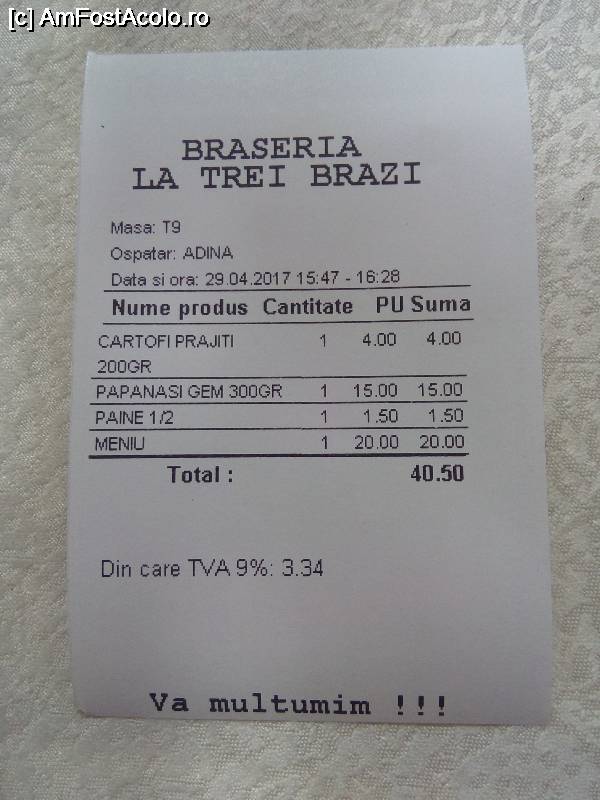 [c] AmFostAcolo.ro
BRASERIA
LA TREI BRAZI
Masa: T9
Ospatar: ADINA
Data si ora: 29.04.2017 15:47 - 16:28
Nume produs Cantitate PU Suma
CARTOFI PRAJITI 1 4.00 4.00
200GR
PAPANASI GEM 300GR 1 15.00 15.00
PAINE 1/2 1 1.50 1.50
MENIU 1 20.00 20.00
Total : 40.50
Din care TVA 9%: 3.34
Va multumim !!!
[c] AmFostAcolo.ro